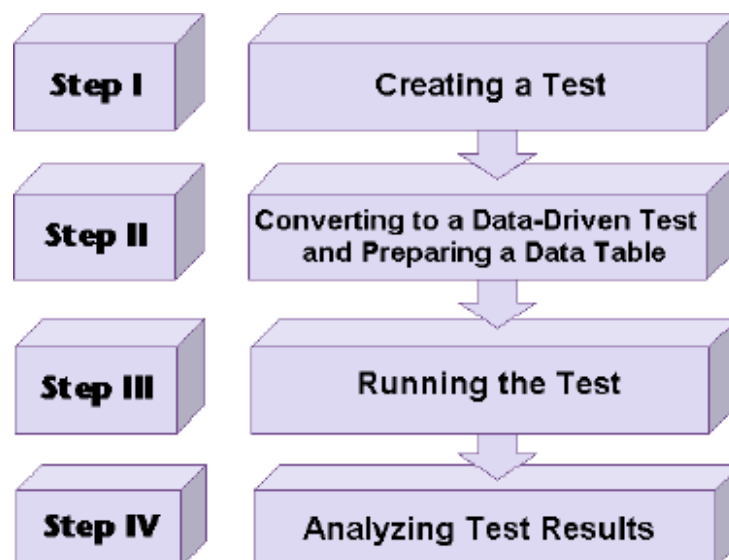 Step I
Creating a Test
Step II
Converting to a Data-Driven Test
and Preparing a Data Table
Step III
Running the Test
Step IV
Analyzing Test Results